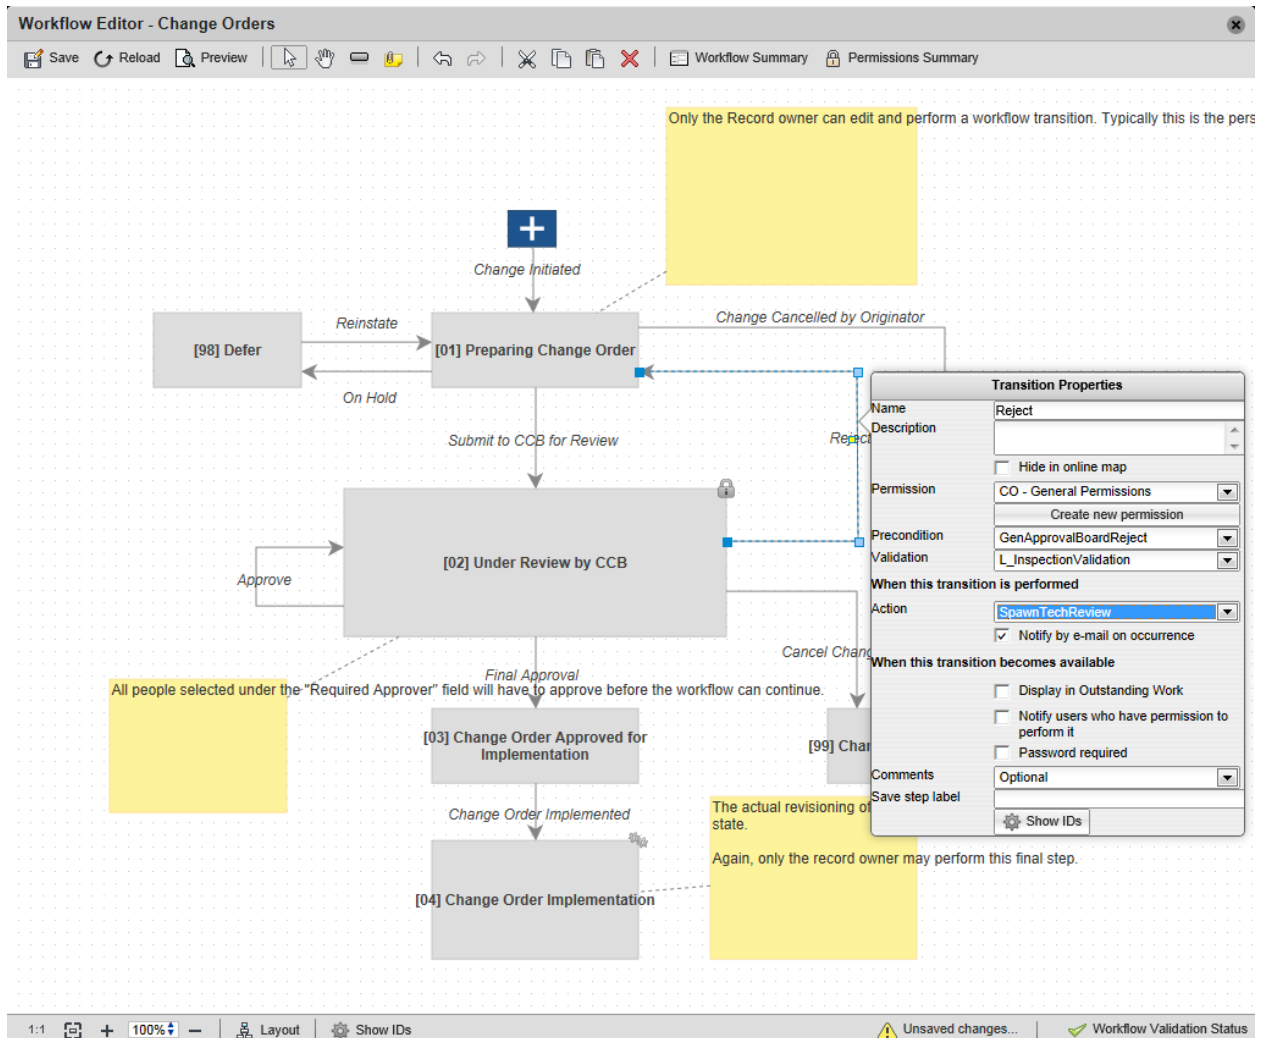 Workflow Editor - Change Orders
Save Reload Preview Workflow Summary Permissions Summary
Only the Record owner can edit and perform a workflow transition. Typically this is the pers
Change Initiated
Change Cancelled by Originator
Reinstate
[98] Defer
[01] Preparing Change Order
On Hold
Submit to CCB for Review
Reject
[02] Under Review by CCB
Approve
Cancel Chang
Final Approval
All people selected under the "Required Approver" field will have to approve before the workflow can continue.
[03] Change Order Approved for
Implementation
[99] Char
Change Order Implemented
The actual revisioning of
state.
Again, only the record owner may perform this final step.
[04] Change Order Implementation
Transition Properties
Name Reject
Description
Hide in online map
Permission CO - General Permissions
Create new permission
Precondition GenApprovalBoardReject
Validation L_InspectionValidation
When this transition is performed
Action SpawnTechReview
Notify by e-mail on occurrence
When this transition becomes available
Display in Outstanding Work
Notify users who have permission to
perform it
Password required
Comments Optional
Save step label
Show IDs
1:1 100% Layout Show IDs Unsaved changes... Workflow Validation Status